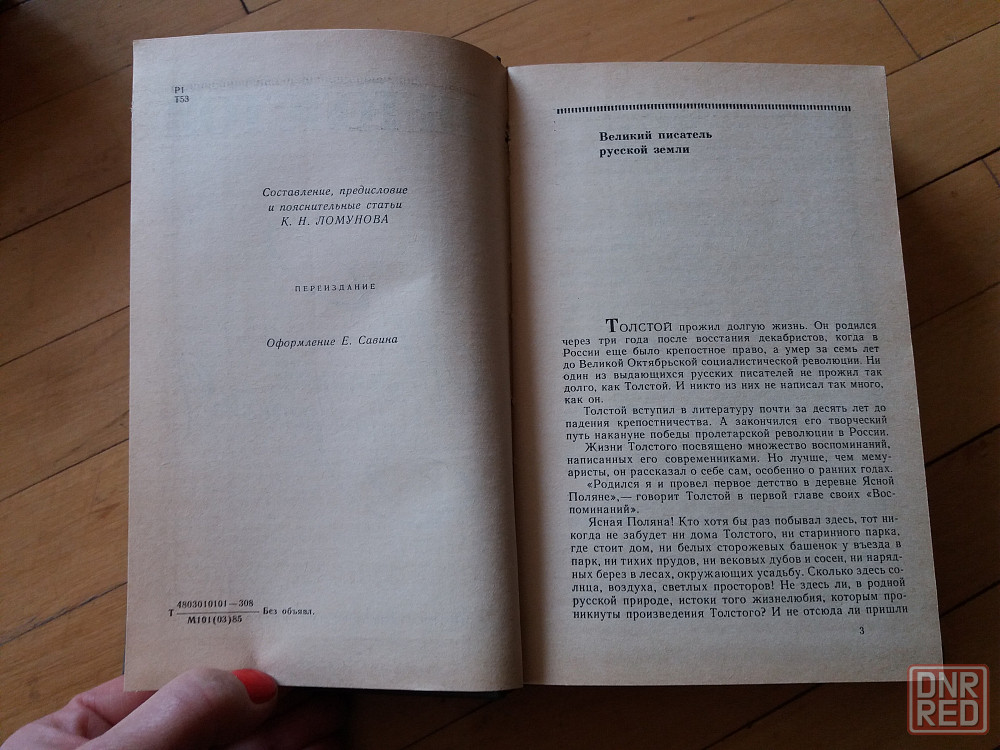 Р1
Т53
Составление, предисловие
и пояснительные статьи
К. Н. ЛОМУНОВА
ПЕРЕИЗДАНИЕ
Оформление Е. Савина
Т 4803010101—308 Без объявл.
М101(03)85
Великий писатель
русской земли
ТОЛСТОЙ прожил долгую жизнь. Он родился
через три года после восстания декабристов, когда в
России еще было крепостное право, а умер за семь лет
до Великой Октябрьской социалистической революции. Ни
один из выдающихся русских писателей не прожил так
долго, как Толстой. И никто из них не написал так много,
как он.
Толстой вступил в литературу почти за десять лет до
падения крепостничества. А закончился его творческий
путь накануне победы пролетарской революции в России.
Жизни Толстого посвящено множество воспоминаний,
написанных его современниками. Но лучше, чем мему-
аристы, он рассказал о себе сам, особенно о ранних годах.
«Родился я и провел первое детство в деревне Ясной
Поляне»,— говорит Толстой в первой главе своих «Вос-
поминаний».
Ясная Поляна! Кто хотя бы раз побывал здесь, тот ни-
когда не забудет ни дома Толстого, ни старинного парка,
где стоит дом, ни белых сторожевых башенок у въезда в
парк, ни тихих прудов, ни вековых дубов и сосен, ни наряд-
ных берез в лесах, окружающих усадьбу. Сколько здесь со-
лнца, воздуха, светлых просторов! Не здесь ли, в родной
русской природе, истоки того жизнелюбия, которым про-
никнуты произведения Толстого? И не отсюда ли пришли
3
DNR
RED